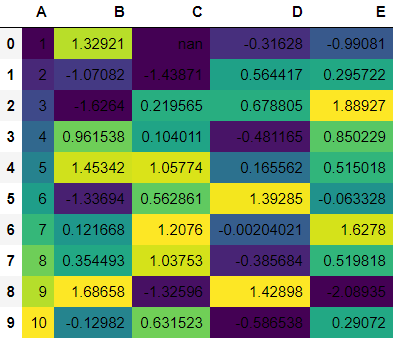 A B C D E
0 1 1.32921 nan -0.31628 -0.99081
1 2 -1.07082 -1.43871 0.564417 0.295722
2 3 -1.6264 0.219565 0.678805 1.88927
3 4 0.961538 0.104011 -0.481165 0.850229
4 5 1.45342 1.05774 0.165562 0.515018
5 6 -1.33694 0.562861 1.39285 -0.063328
6 7 0.121668 1.2076 -0.00204021 1.6278
7 8 0.354493 1.03753 -0.385684 0.519818
8 9 1.68658 -1.32596 1.42898 -2.08935
9 10 -0.12982 0.631523 -0.586538 0.29072